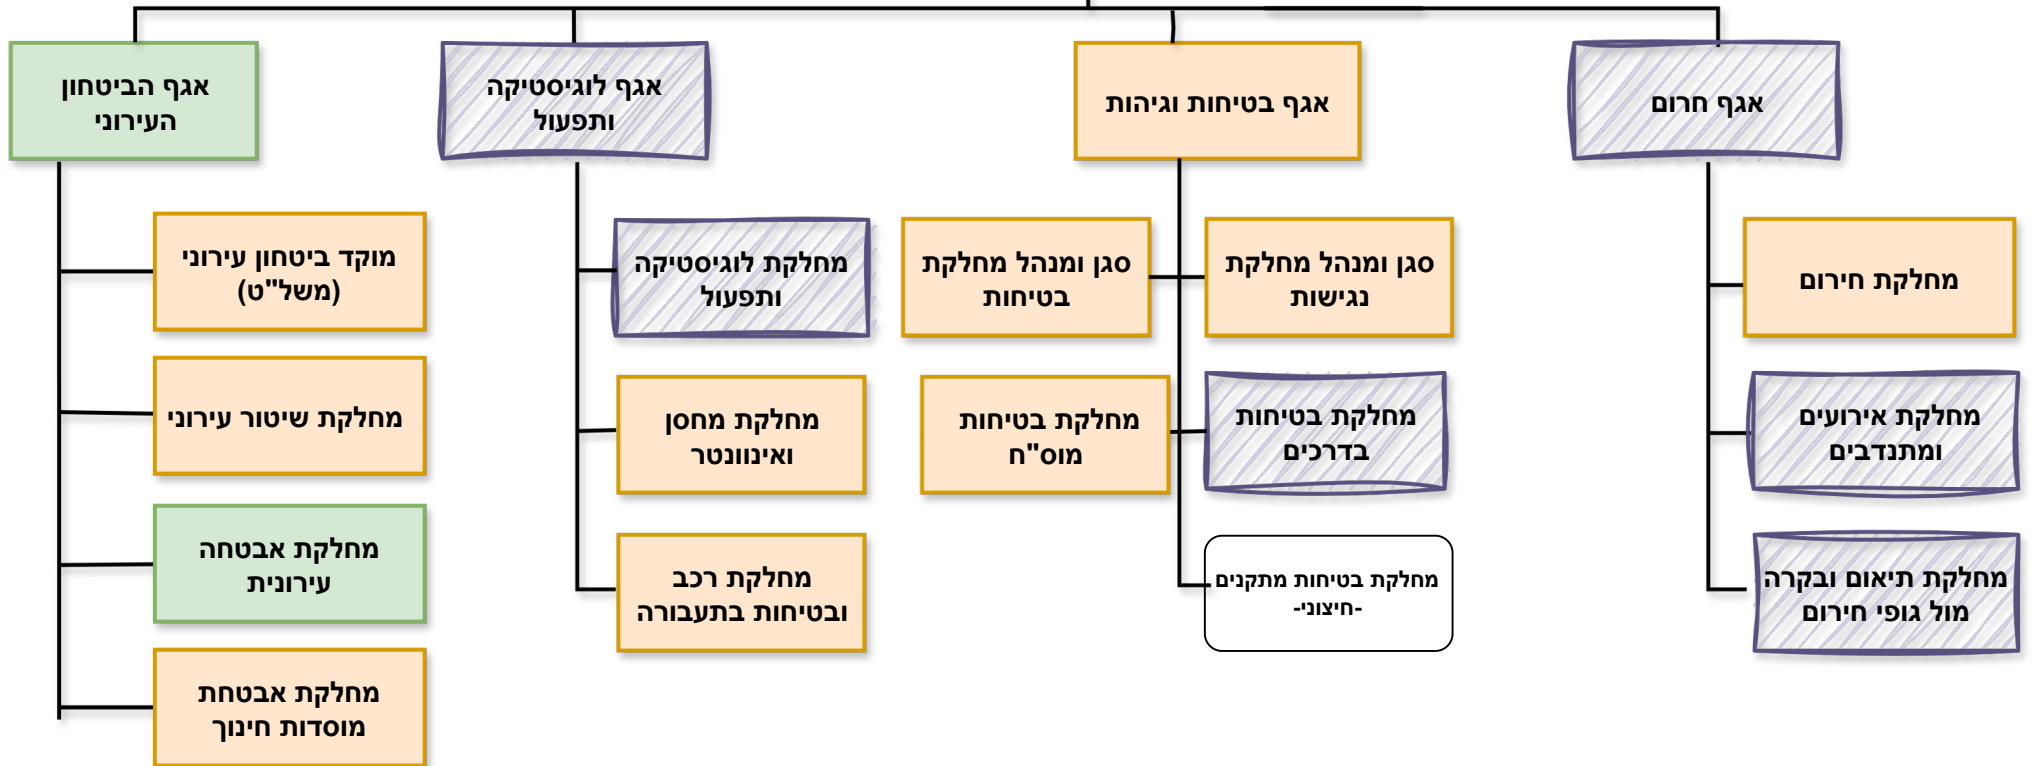 אגף חרום
אגף בטיחות וגיהות
אגף לוגיסטיקה
ותפעול
אגף הביטחון
העירוני
מחלקת חירום
מחלקת אירועים
ומתנדבים
מחלקת תיאום ובקרה
מול גופי חירום
סגן ומנהל מחלקת
נגישות
סגן ומנהל מחלקת
בטיחות
מחלקת בטיחות
בדרכים
מחלקת בטיחות
מוס"ח
מחלקת בטיחות מתקנים
-חיצוני-
מחלקת לוגיסטיקה
ותפעול
מחלקת מחסן
ואינוונטר
מחלקת רכב
ובטיחות בתעבורה
מוקד ביטחון עירוני
(משל"ט)
מחלקת שיטור עירוני
מחלקת אבטחה
עירונית
מחלקת אבטחת
מוסדות חינוך